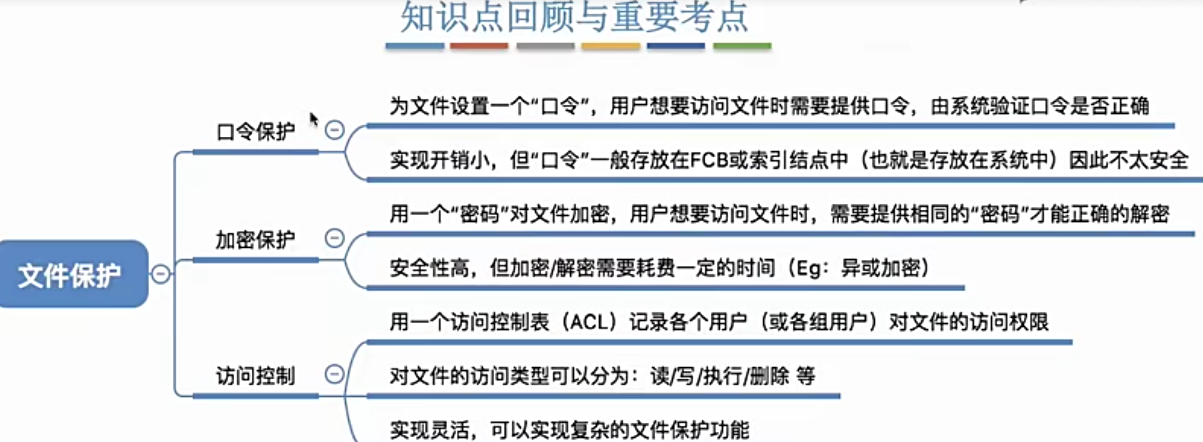 知识点回顾与重要考点
为文件设置一个“口令”，用户想要访问文件时需要提供口令，由系统验证口令是否正确
口令保护
实现开销小，但“口令”一般存放在FCB或索引结点中（也就是存放在系统中）因此不太安全
用一个“密码”对文件加密，用户想要访问文件时，需要提供相同的“密码”才能正确的解密
加密保护
安全性高，但加密/解密需要耗费一定的时间（Eg：异或加密）
文件保护
用一个访问控制表（ACL）记录各个用户（或各组用户）对文件的访问权限
访问控制
对文件的访问类型可以分为：读/写/执行/删除 等
实现灵活，可以实现复杂的文件保护功能